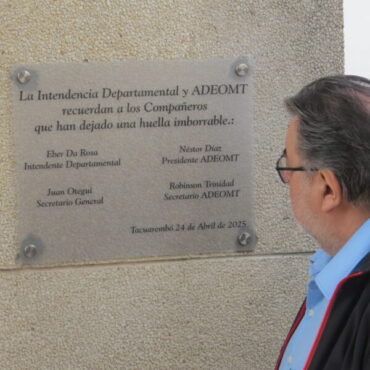 La Intendencia Departamental y ADEOMT
recuerdan a los Compañeros
que han dejado una huella imborrable.:
Eber Da Rosa
Intendente Departamental
Néstor Díaz
Presidente ADEOMT
Juan Otegui
Secretario General
Robinson Trinidad
Secretario ADEOMT
Tacuarembó 24 de Abril de 2025